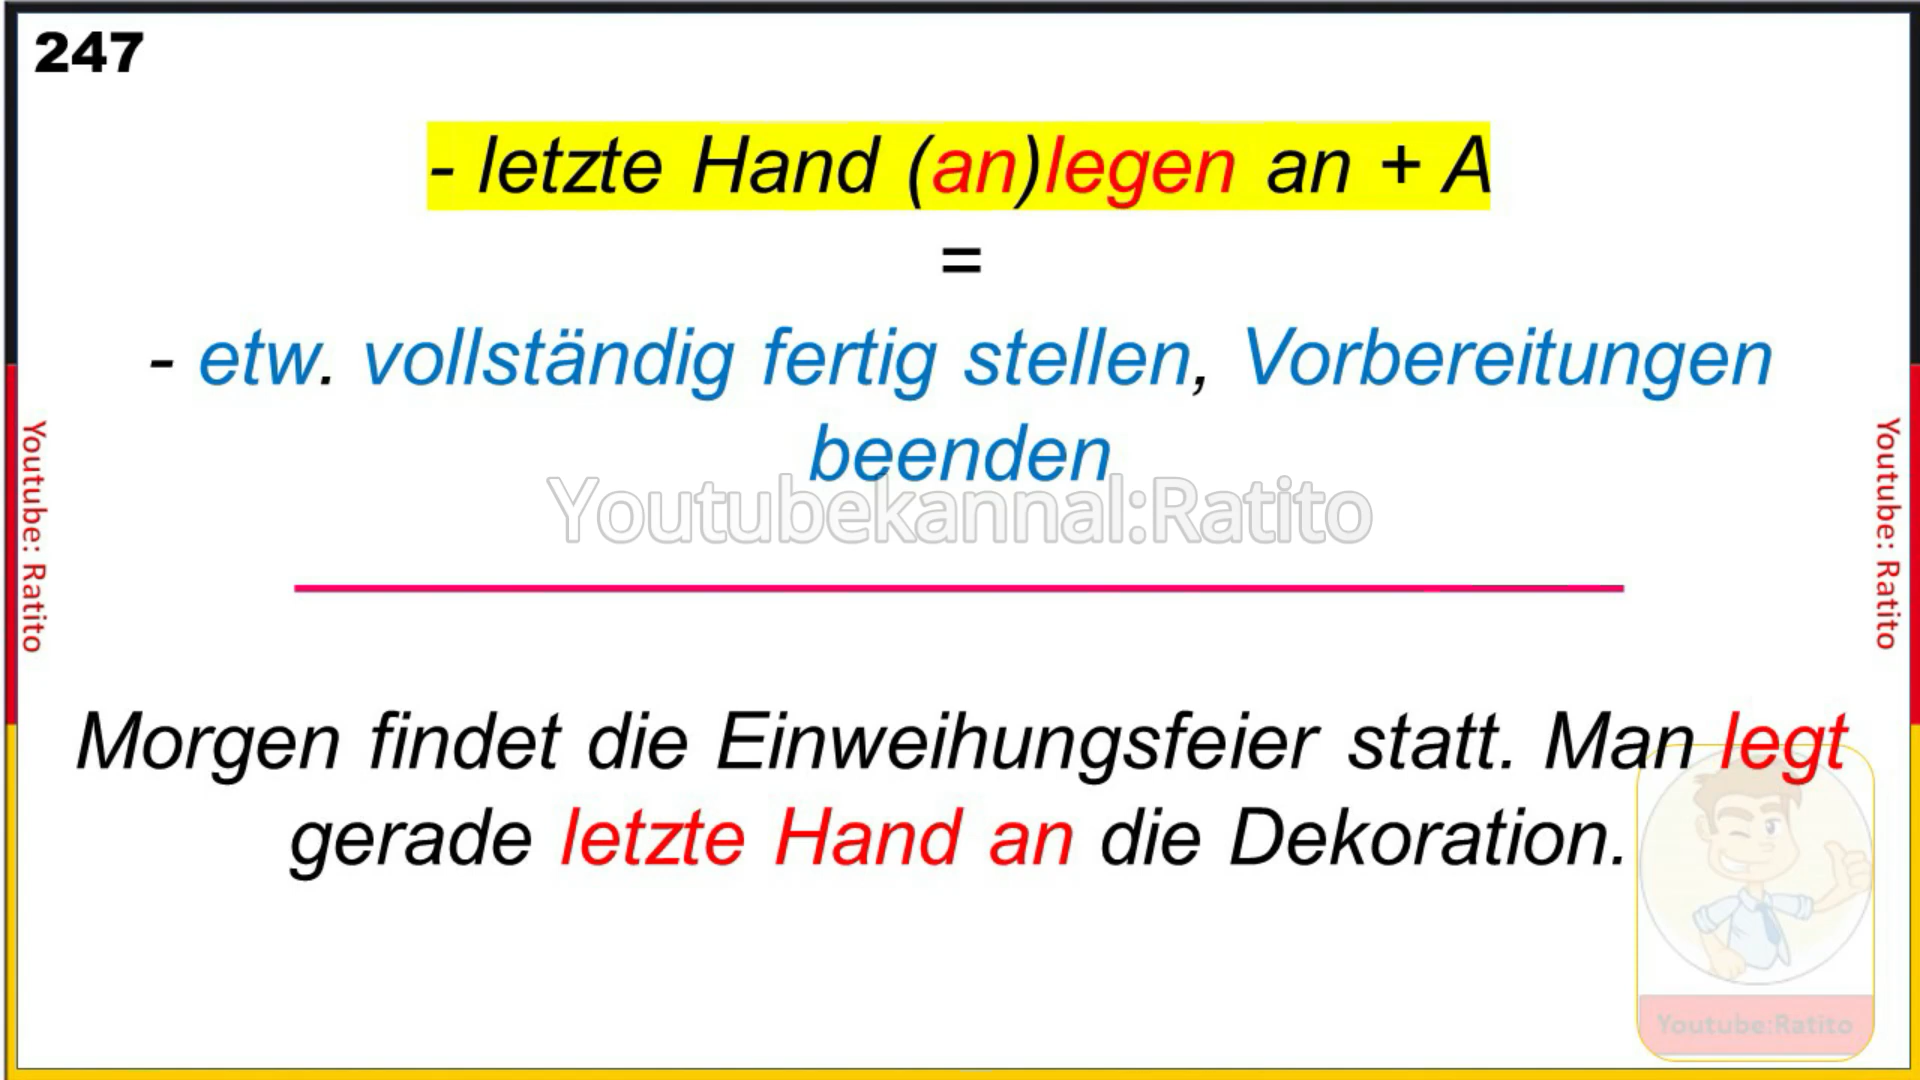 247
- letzte Hand (an)legen an + A
=
- etw. vollständig fertig stellen, Vorbereitungen
beenden
Youtubekannal:Ratito
Youtube: Ratito
Youtube: Ratito
Morgen findet die Einweihungsfeier statt. Man legt
gerade letzte Hand an die Dekoration.
Youtube:Ratito